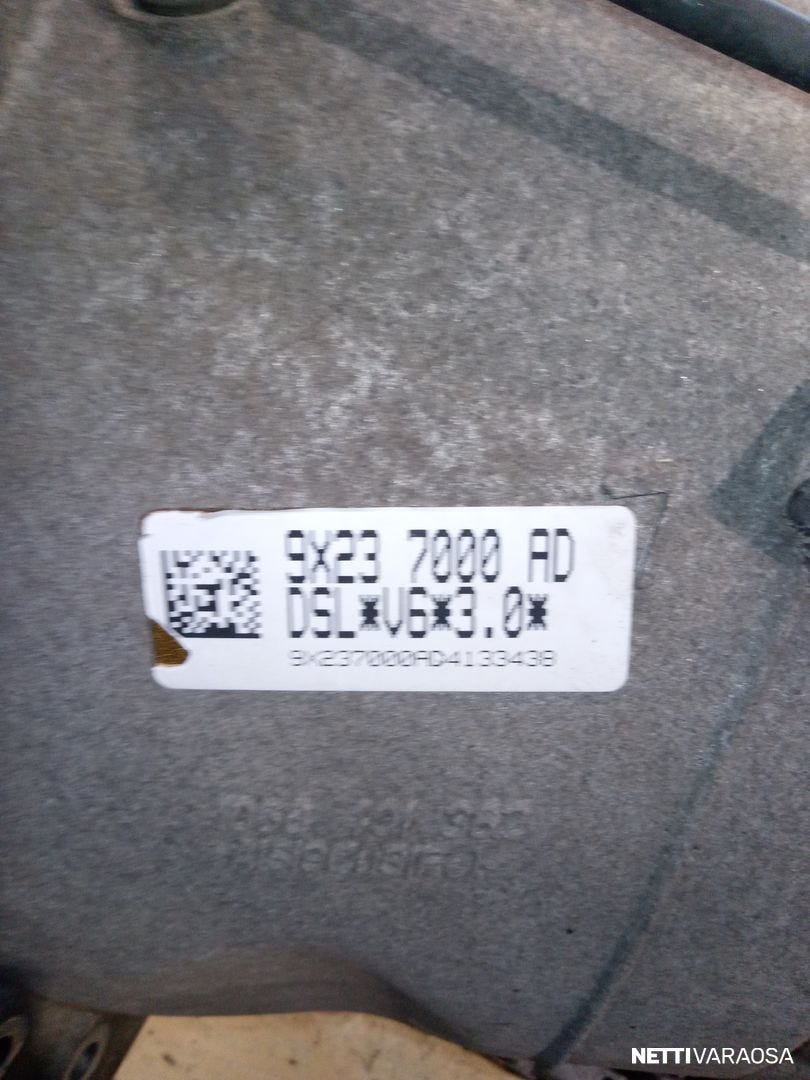 9X23 7000 AD
DSL*V6*3.0*
9X237000AD4133438
NETTIVARAOSA